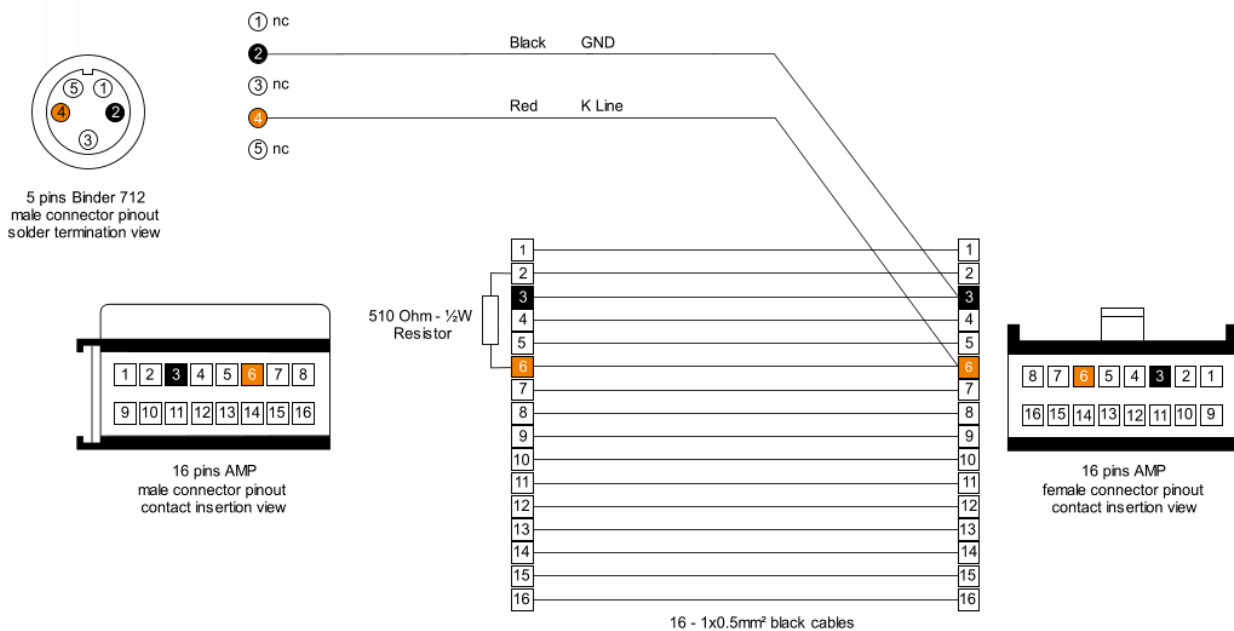 1 nc
2
Black GND
3 nc
4
Red K Line
5 nc
5 1
4 2
3
5 pins Binder 712
male connector pinout
solder termination view
1 1
2 2
3 3
4 4
5 5
6 6
7 7
8 8
9 9
10 10
11 11
12 12
13 13
14 14
15 15
16 16
510 Ohm - ½W
Resistor
16 - 1x0.5mm² black cables
1 2 3 4 5 6 7 8
9 10 11 12 13 14 15 16
16 pins AMP
male connector pinout
contact insertion view
8 7 6 5 4 3 2 1
16 15 14 13 12 11 10 9
16 pins AMP
female connector pinout
contact insertion view